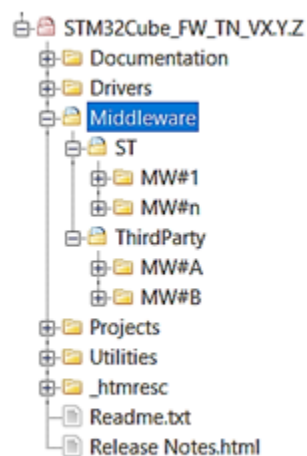 STM32Cube_FW_TN_VX.Y.Z
Documentation
Drivers
Middleware
ST
MW#1
MW#n
ThirdParty
MW#A
MW#B
Projects
Utilities
_htmresc
Readme.txt
Release Notes.html